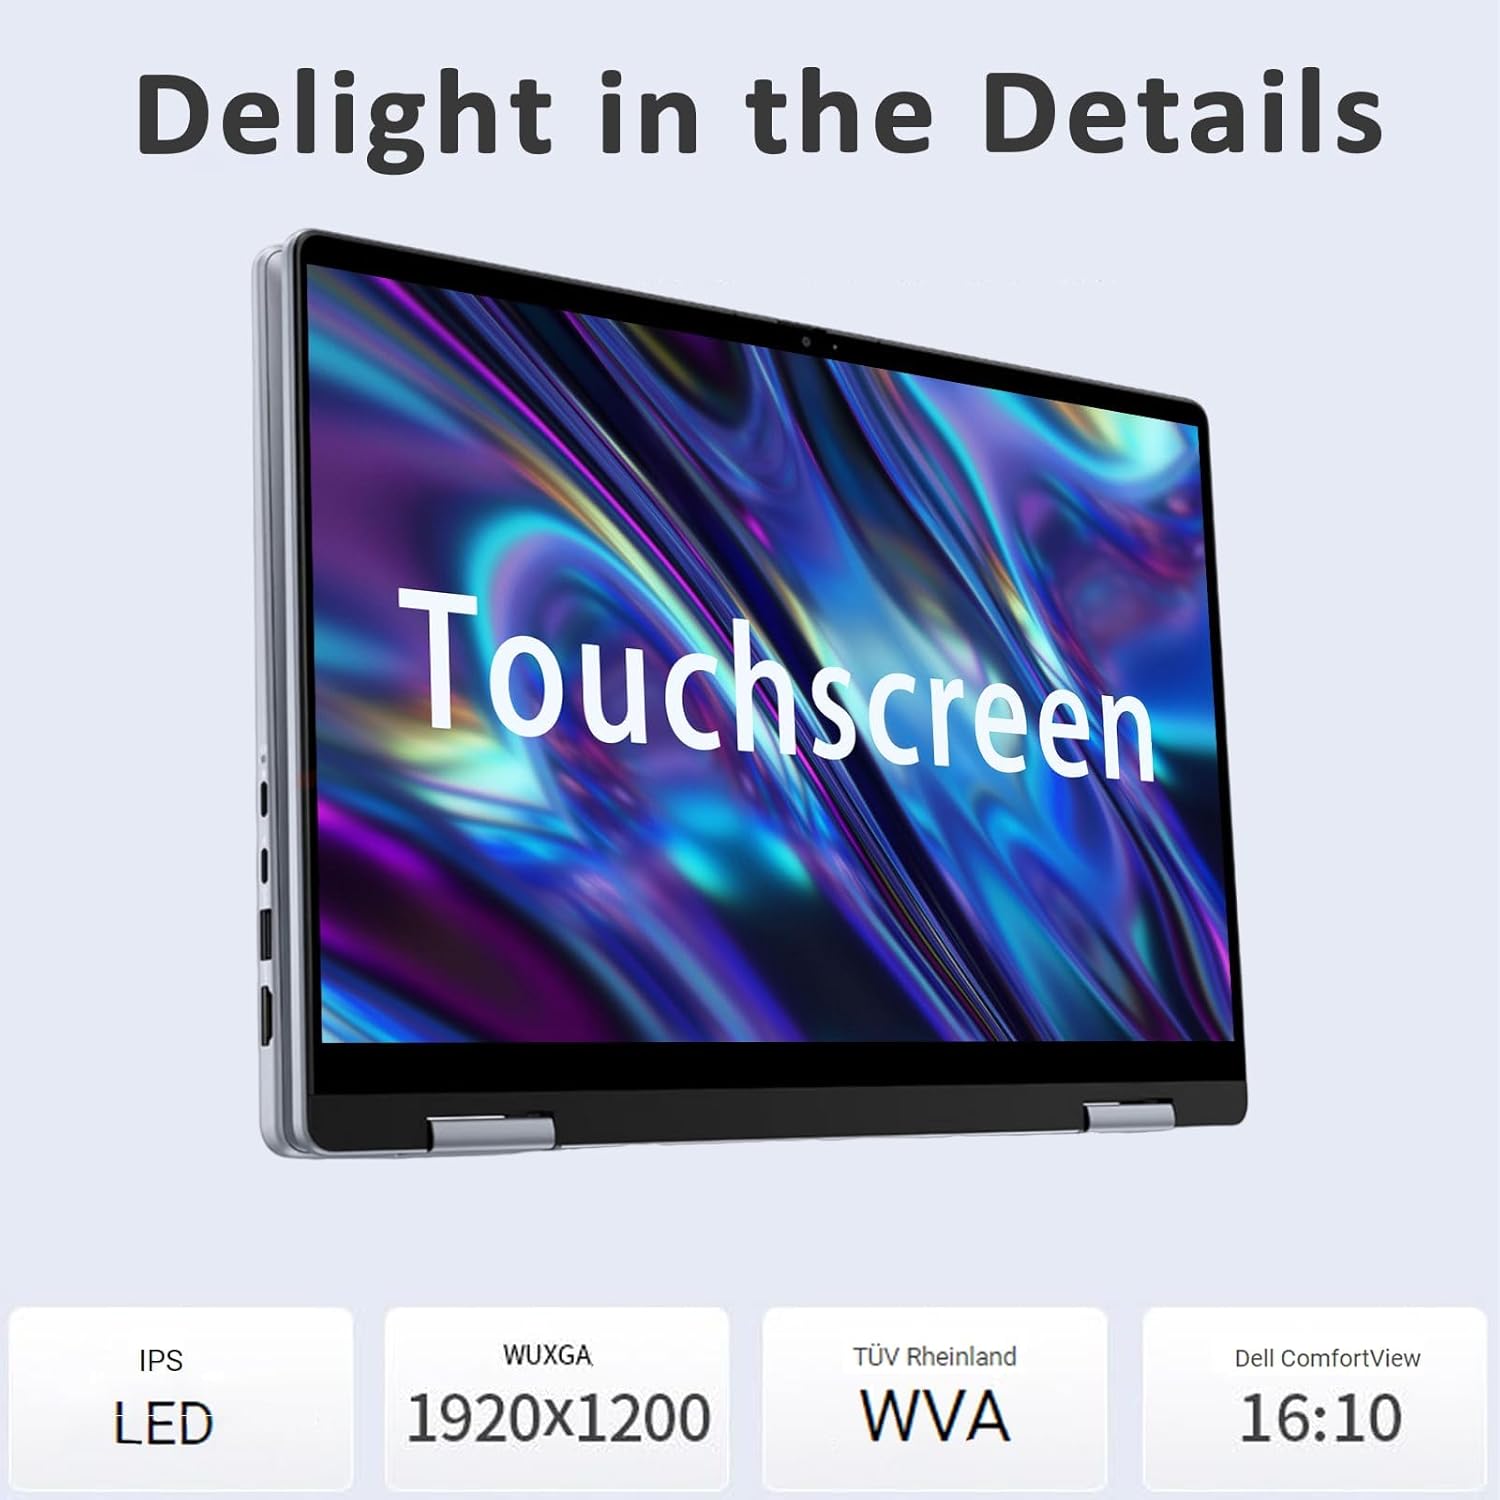 Delight in the Details
Touchscreen
IPS
LED
WUXGA
1920x1200
TÜV Rheinland
WVA
Dell ComfortView
16:10